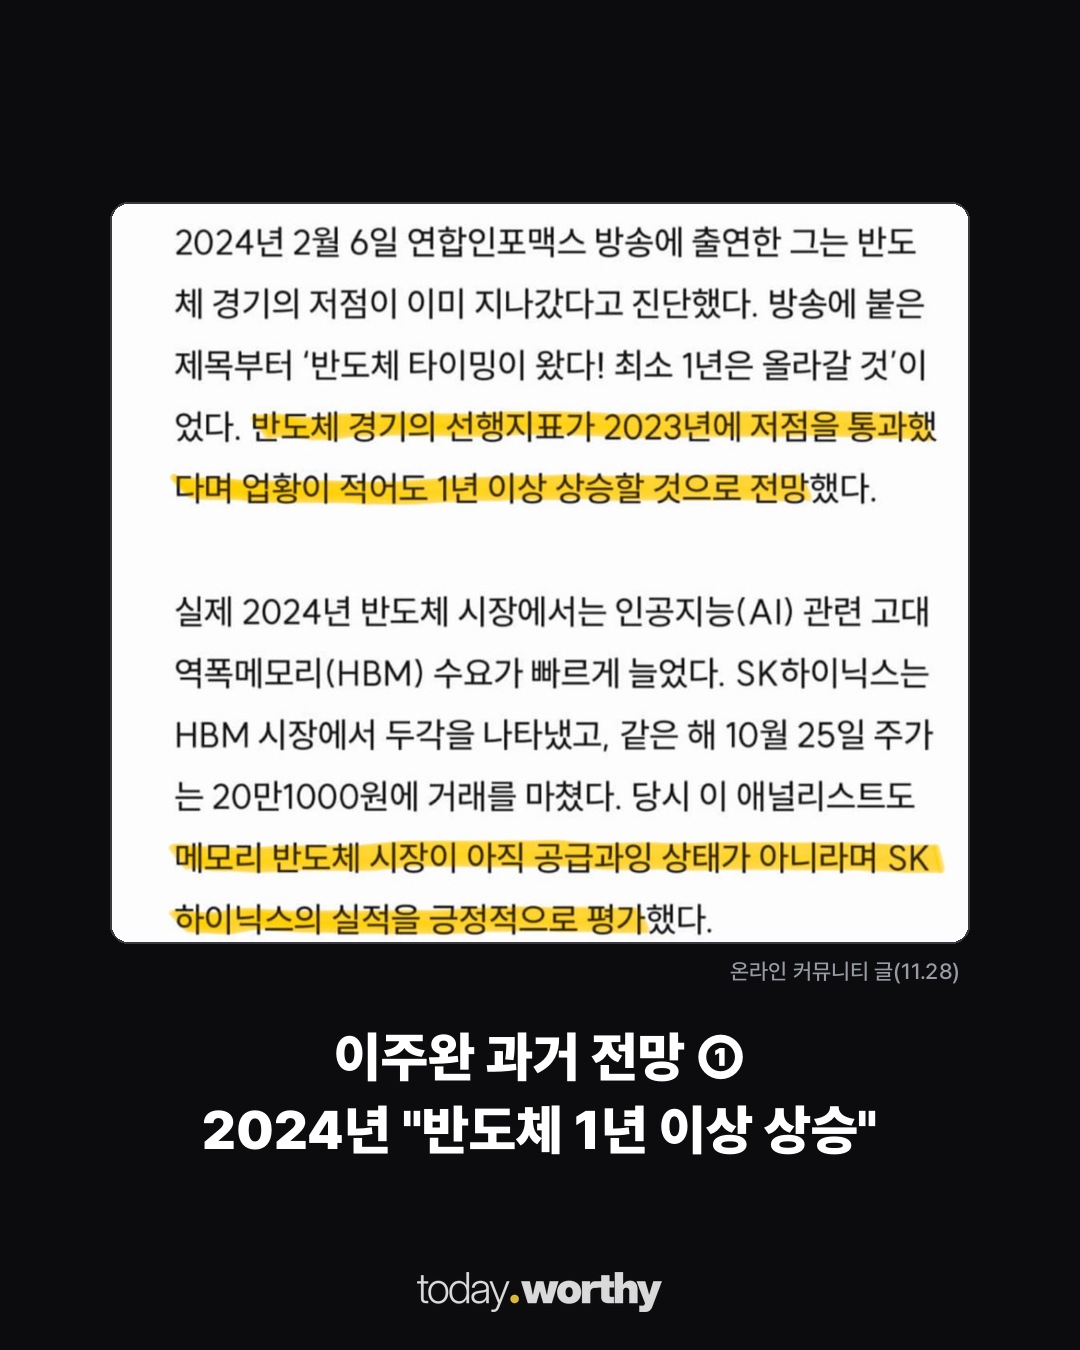 2024년 2월 6일 연합인포맥스 방송에 출연한 그는 반도
체 경기의 저점이 이미 지나갔다고 진단했다. 방송에 붙은
제목부터 ‘반도체 타이밍이 왔다! 최소 1년은 올라갈 것’이
었다. 반도체 경기의 선행지표가 2023년에 저점을 통과했
다며 업황이 적어도 1년 이상 상승할 것으로 전망했다.
실제 2024년 반도체 시장에서는 인공지능(AI) 관련 고대
역폭메모리(HBM) 수요가 빠르게 늘었다. SK하이닉스는
HBM 시장에서 두각을 나타냈고, 같은 해 10월 25일 주가
는 20만1000원에 거래를 마쳤다. 당시 이 애널리스트도
메모리 반도체 시장이 아직 공급과잉 상태가 아니라며 SK
하이닉스의 실적을 긍정적으로 평가했다.
온라인 커뮤니티 글(11.28)
이주완 과거 전망 ①
2024년 "반도체 1년 이상 상승"
today.worthy